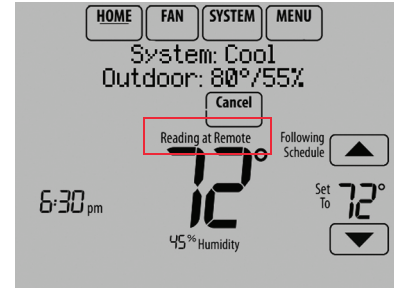 HOME FAN SYSTEM MENU
System: Cool
Outdoor: 80°/55%
Cancel
Reading at Remote
72°
45% Humidity
6:30 pm
Following
Schedule
Set
To
72°